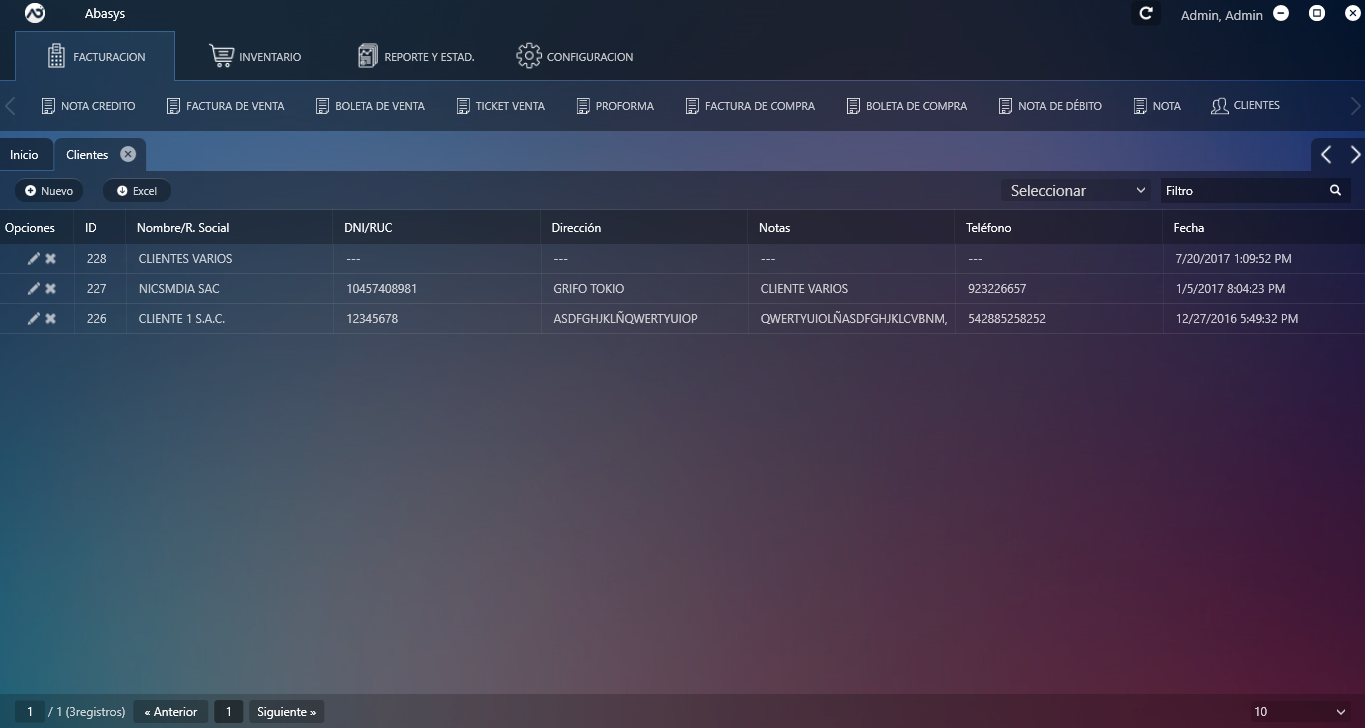 Abasys
Admin, Admin
FACTURACION
INVENTARIO
REPORTE Y ESTAD.
CONFIGURACION
NOTA CREDITO
FACTURA DE VENTA
BOLETA DE VENTA
TICKET VENTA
PROFORMA
FACTURA DE COMPRA
BOLETA DE COMPRA
NOTA DE DÉBITO
NOTA
CLIENTES
Inicio
Clientes
Nuevo
Excel
Seleccionar
Filtro
Opciones ID Nombre/R. Social DNI/RUC Dirección Notas Teléfono Fecha
228 CLIENTES VARIOS --- --- --- --- 7/20/2017 1:09:52 PM
227 NICSMDIA SAC 10457408981 GRIFO TOKIO CLIENTE VARIOS 923226657 1/5/2017 8:04:23 PM
226 CLIENTE 1 S.A.C. 12345678 ASDFGHJKLÑQWERTYUIOP QWERTYUIOLÑASDFGHJKLCVBNM, 542885258252 12/27/2016 5:49:32 PM
1 / 1 (3registros) « Anterior 1 Siguiente » 10